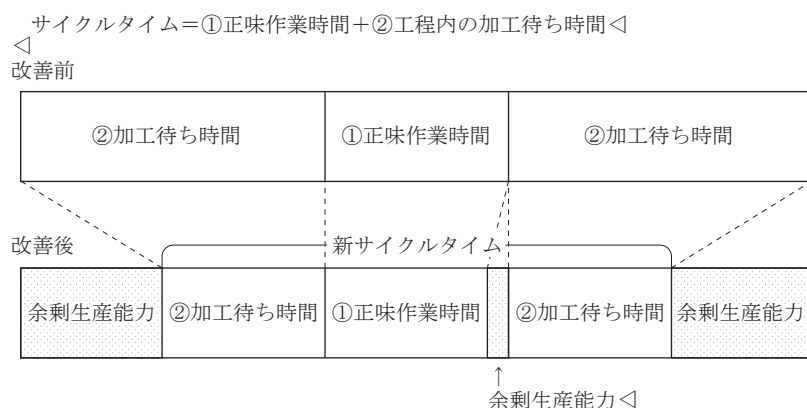 サイクルタイム＝①正味作業時間＋②工程内の加工待ち時間◁
◁
改善前
②加工待ち時間 ①正味作業時間 ②加工待ち時間
改善後 新サイクルタイム
余剰生産能力 ②加工待ち時間 ①正味作業時間 ②加工待ち時間 余剰生産能力
↑
余剰生産能力◁